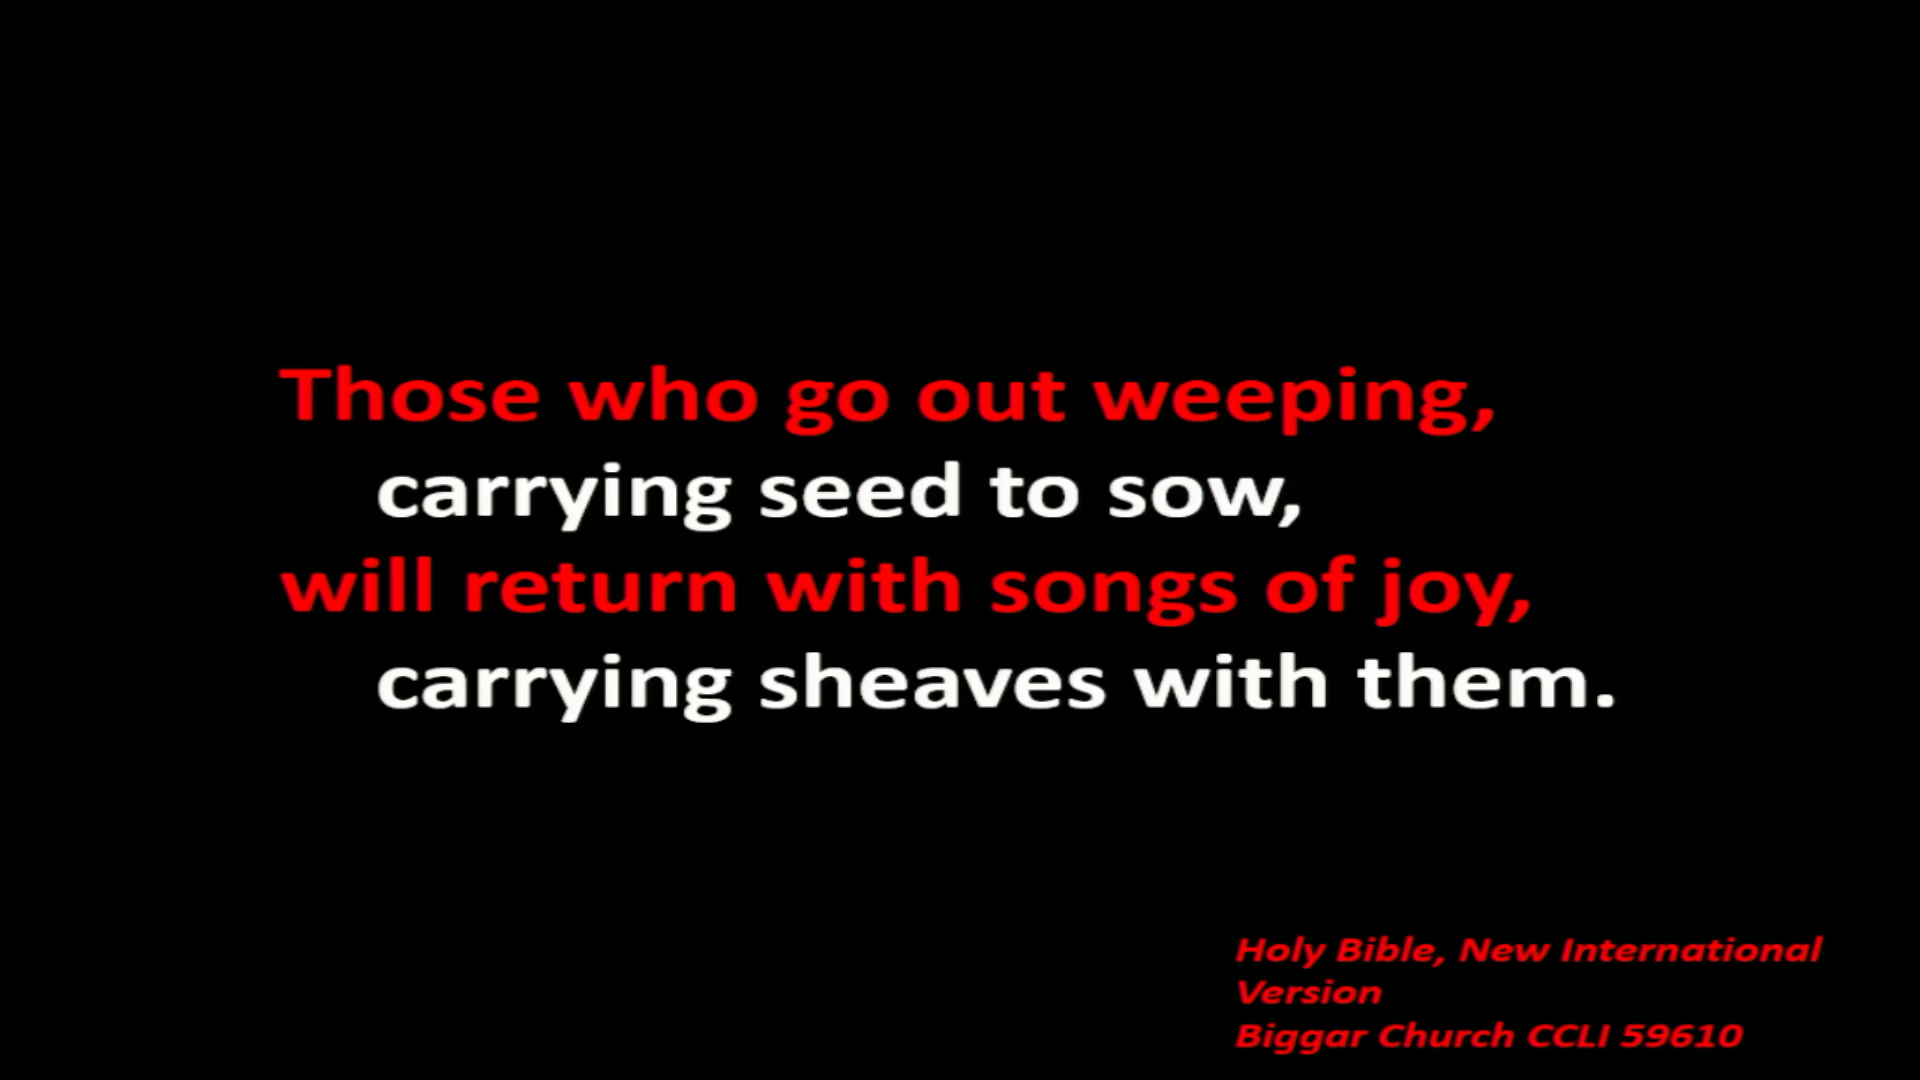 Those who go out weeping,
carrying seed to sow,
will return with songs of joy,
carrying sheaves with them.
Holy Bible, New International
Version
Biggar Church CCLI 59610